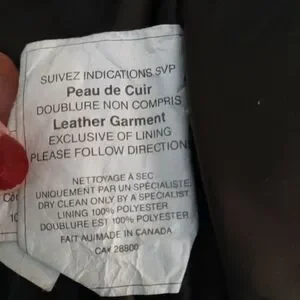 SUIVEZ INDICATIONS SVP
Peau de Cuir
DOUBLURE NON COMPRIS
Leather Garment
EXCLUSIVE OF LINING
PLEASE FOLLOW DIRECTION
NETTOYAGE À SEC
UNIQUEMENT PAR UN SPÉCIALISTE
DRY CLEAN ONLY BY A SPECIALIST.
LINING 100% POLYESTER
DOUBLURE EST 100% POLYESTER
FAIT AU/MADE IN CANADA
CA# 28800